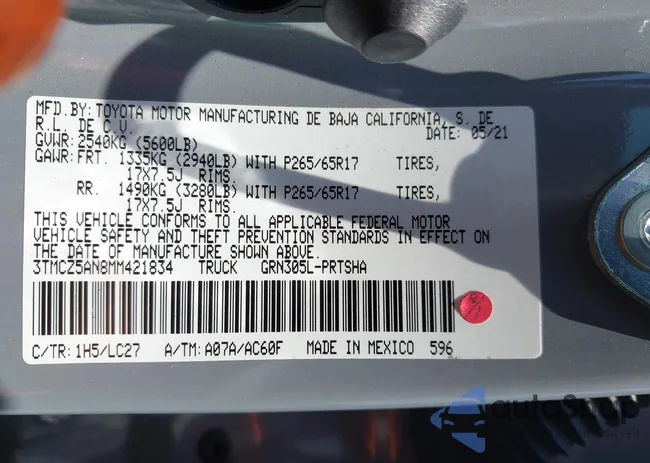 MFD.BY: TOYOTA MOTOR MANUFACTURING DE BAJA CALIFORNIA, S. DE
R.L. DE C.V. DATE: 05/21
GVWR: 2540KG (5600LB)
GAWR: FRT. 1335KG (2940LB) WITH P265/65R17 TIRES,
17X7.5J RIMS.
RR. 1490KG (3280LB) WITH P265/65R17 TIRES,
17X7.5J RIMS.
THIS VEHICLE CONFORMS TO ALL APPLICABLE FEDERAL MOTOR
VEHICLE SAFETY AND THEFT PREVENTION STANDARDS IN EFFECT ON
THE DATE OF MANUFACTURE SHOWN ABOVE.
3TMCZ5AN8MM421834 TRUCK GRN305L-PRTSHA
C/TR: 1H5/LC27 A/TM: A07A/AC60F MADE IN MEXICO 596
autoSnap